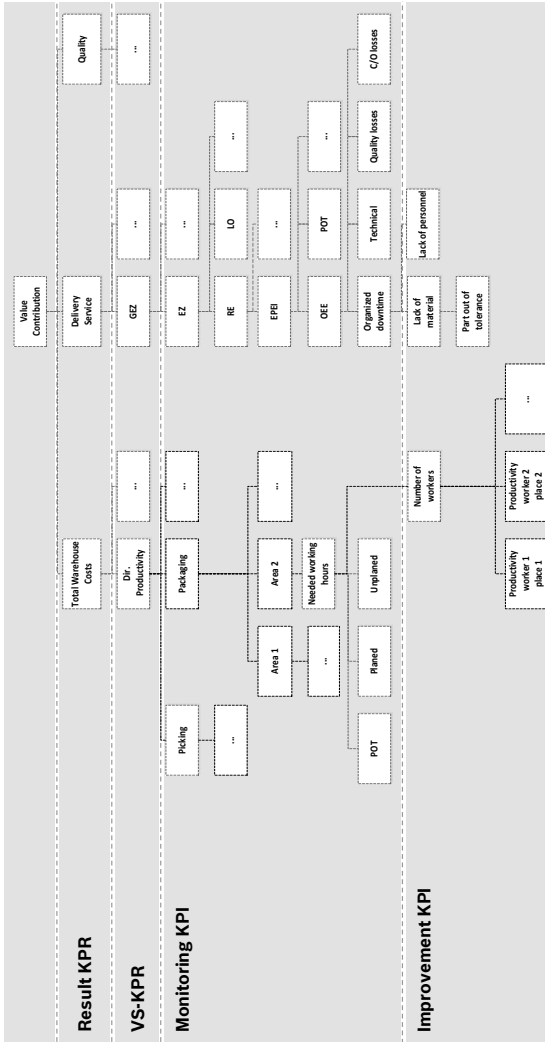 Value
Contribution
Result KPR
Total Warehouse
Costs
Delivery
Service
Quality
VS-KPR
Dir.
Productivity
...
GEZ
...
...
Monitoring KPI
Picking
Packaging
...
EZ
...
...
RE
LO
...
Area 1
Area 2
...
EPEI
...
...
Needed working
hours
OEE
POT
...
POT
Planed
Unplaned
Organized
downtime
Technical
Quality losses
C/O losses
Improvement KPI
Number of
workers
Lack of
material
Lack of personnel
Part out of
tolerance
Productivity
worker 1
place 1
Productivity
worker 2
place 2
...